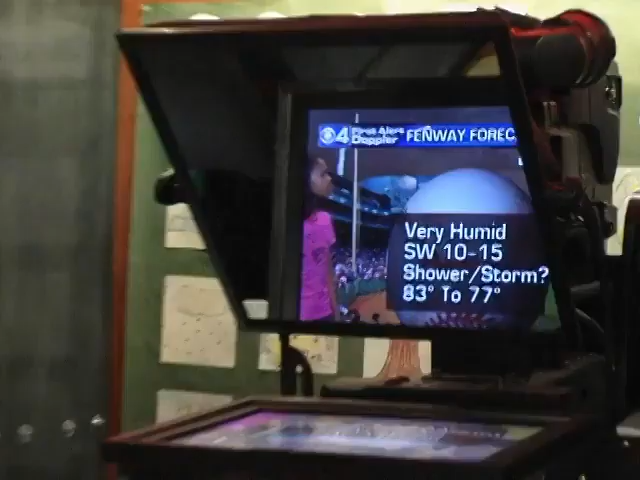 4 First Alert
Doppler
FENWAY FOREC
Very Humid
SW 10-15
Shower/Storm?
83° To 77°